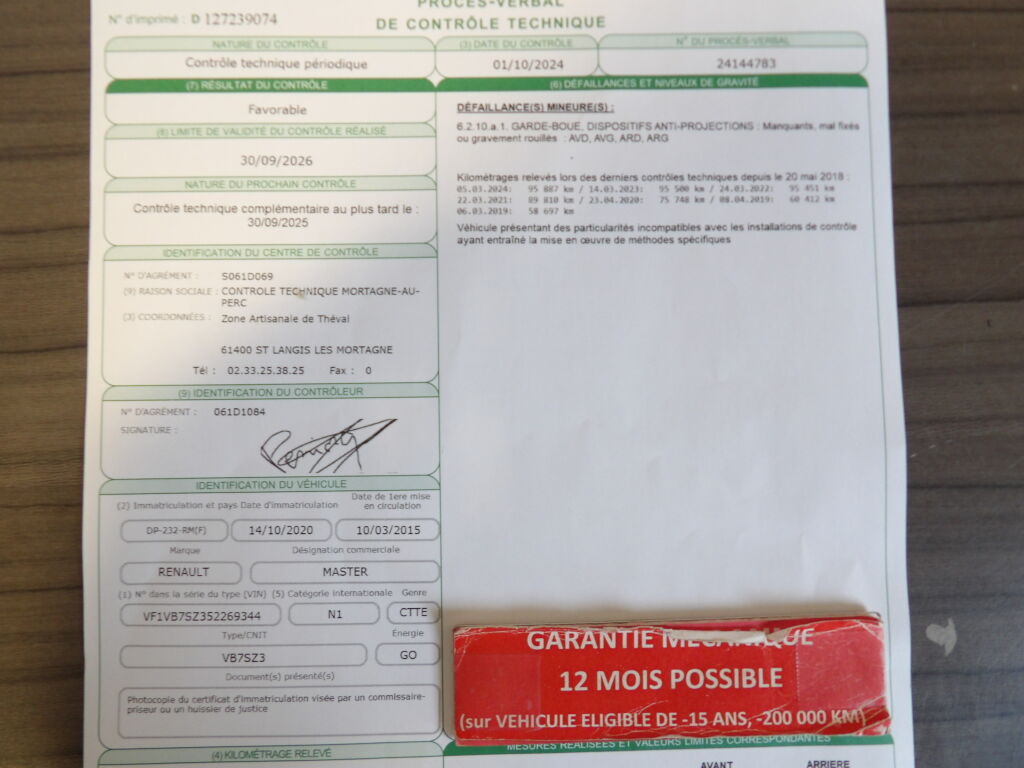 PROCÈS-VERBAL
N° d'imprimé : D 127239074
DE CONTRÔLE TECHNIQUE
NATURE DU CONTRÔLE
Contrôle technique périodique
(3) DATE DU CONTRÔLE
01/10/2024
N° DU PROCÈS-VERBAL
24144783
(7) RÉSULTAT DU CONTRÔLE
Favorable
(8) LIMITE DE VALIDITÉ DU CONTRÔLE RÉALISÉ
30/09/2026
NATURE DU PROCHAIN CONTRÔLE
Contrôle technique complémentaire au plus tard le :
30/09/2025
IDENTIFICATION DU CENTRE DE CONTRÔLE
N° D'AGRÉMENT : S061D069
(9) RAISON SOCIALE : CONTROLE TECHNIQUE MORTAGNE-AU-
PERC
(3) COORDONNÉES : Zone Artisanale de Théval
61400 ST LANGIS LES MORTAGNE
Tél : 02.33.25.38.25 Fax : 0
(9) IDENTIFICATION DU CONTRÔLEUR
N° D'AGRÉMENT : 061D1084
SIGNATURE :
IDENTIFICATION DU VÉHICULE
(2) Immatriculation et pays Date d'immatriculation Date de 1ere mise
en circulation
DP-232-RM(F) 14/10/2020 10/03/2015
Marque Désignation commerciale
RENAULT MASTER
(1) N° dans la série du type (VIN) (5) Catégorie internationale Genre
VF1VB7SZ352269344 N1 CTTE
Type/CNIT Énergie
VB7SZ3 GO
Document(s) présenté(s)
Photocopie du certificat d'immatriculation visée par un commissaire-
priseur ou un huissier de justice
(4) KILOMÉTRAGE RELEVÉ
(6) DÉFAILLANCES ET NIVEAUX DE GRAVITÉ
DÉFAILLANCE(S) MINEURE(S) :
6.2.10.a.1. GARDE-BOUE, DISPOSITIFS ANTI-PROJECTIONS : Manquants, mal fixés
ou gravement rouillés : AVD, AVG, ARD, ARG
Kilométrages relevés lors des derniers contrôles techniques depuis le 20 mai 2018 :
05.03.2024: 95 887 km / 14.03.2023: 95 500 km / 24.03.2022: 95 451 km
22.03.2021: 89 810 km / 23.04.2020: 75 748 km / 08.04.2019: 60 412 km
06.03.2019: 58 697 km
Véhicule présentant des particularités incompatibles avec les installations de contrôle
ayant entraîné la mise en œuvre de méthodes spécifiques
GARANTIE MÉCANIQUE
12 MOIS POSSIBLE
(sur VEHICULE ELIGIBLE DE -15 ANS, -200 000 KM)
MESURES RÉALISÉES ET VALEURS LIMITES CORRESPONDANTES
AVANT ARRIERE